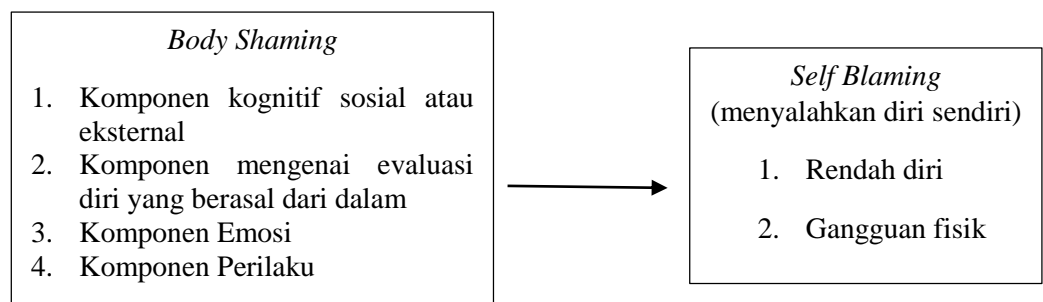 Body Shaming
1. Komponen kognitif sosial atau
eksternal
2. Komponen mengenai evaluasi
diri yang berasal dari dalam
3. Komponen Emosi
4. Komponen Perilaku
Self Blaming
(menyalahkan diri sendiri)
1. Rendah diri
2. Gangguan fisik